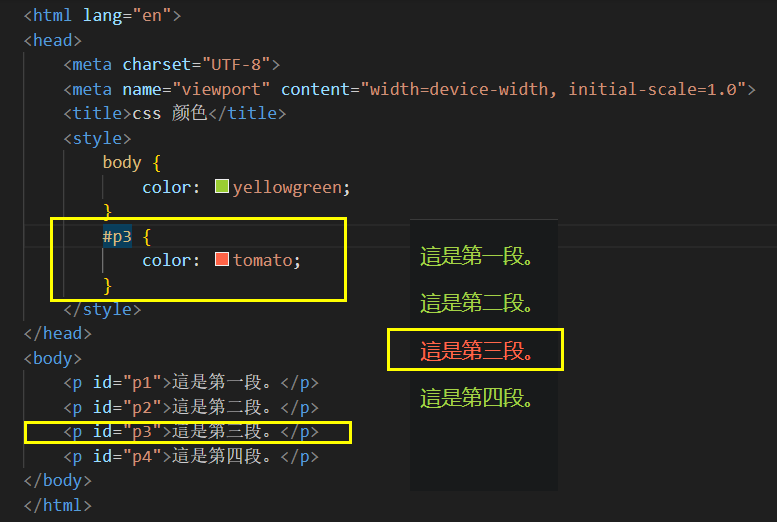 <html lang="en">
<head>
<meta charset="UTF-8">
<meta name="viewport" content="width=device-width, initial-scale=1.0">
<title>css 颜色</title>
<style>
body {
color: yellowgreen;
}
#p3 {
color: tomato;
}
</style>
</head>
<body>
<p id="p1">這是第一段。</p>
<p id="p2">這是第二段。</p>
<p id="p3">這是第三段。</p>
<p id="p4">這是第四段。</p>
</body>
</html>
這是第一段。
這是第二段。
這是第三段。
這是第四段。